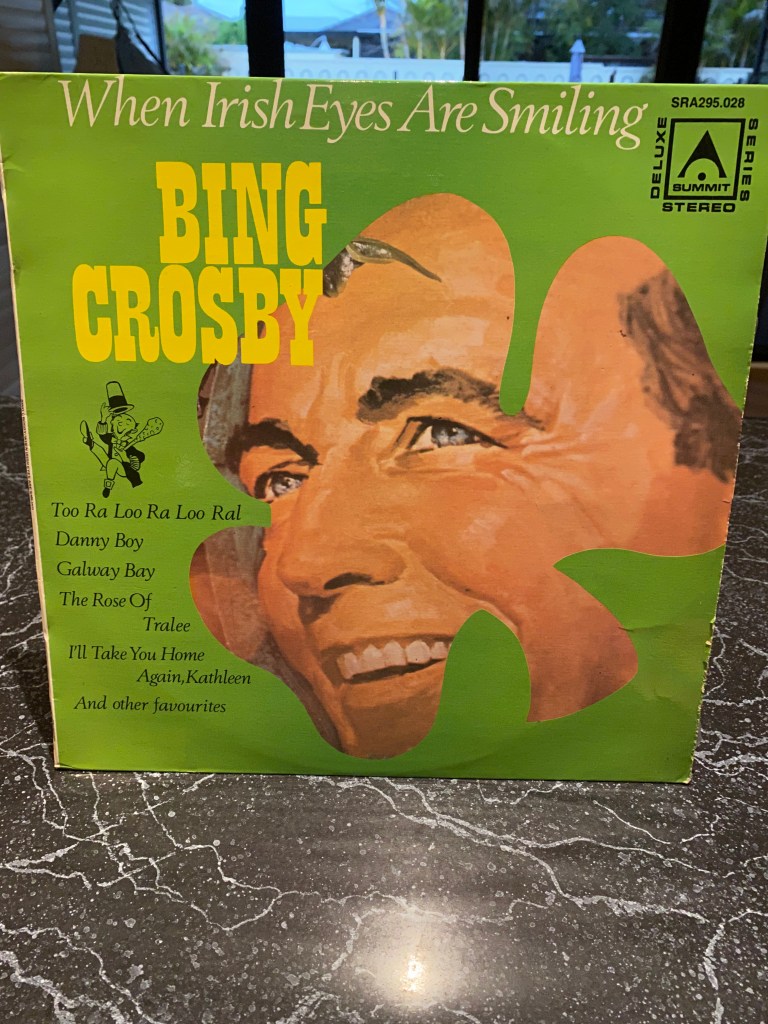 When Irish Eyes Are Smiling
SRA295.028
DELUXE
SUMMIT
SERIES
STEREO
BING
CROSBY
Too Ra Loo Ra Loo Ral
Danny Boy
Galway Bay
The Rose Of
Tralee
I'll Take You Home
Again, Kathleen
And other favourites